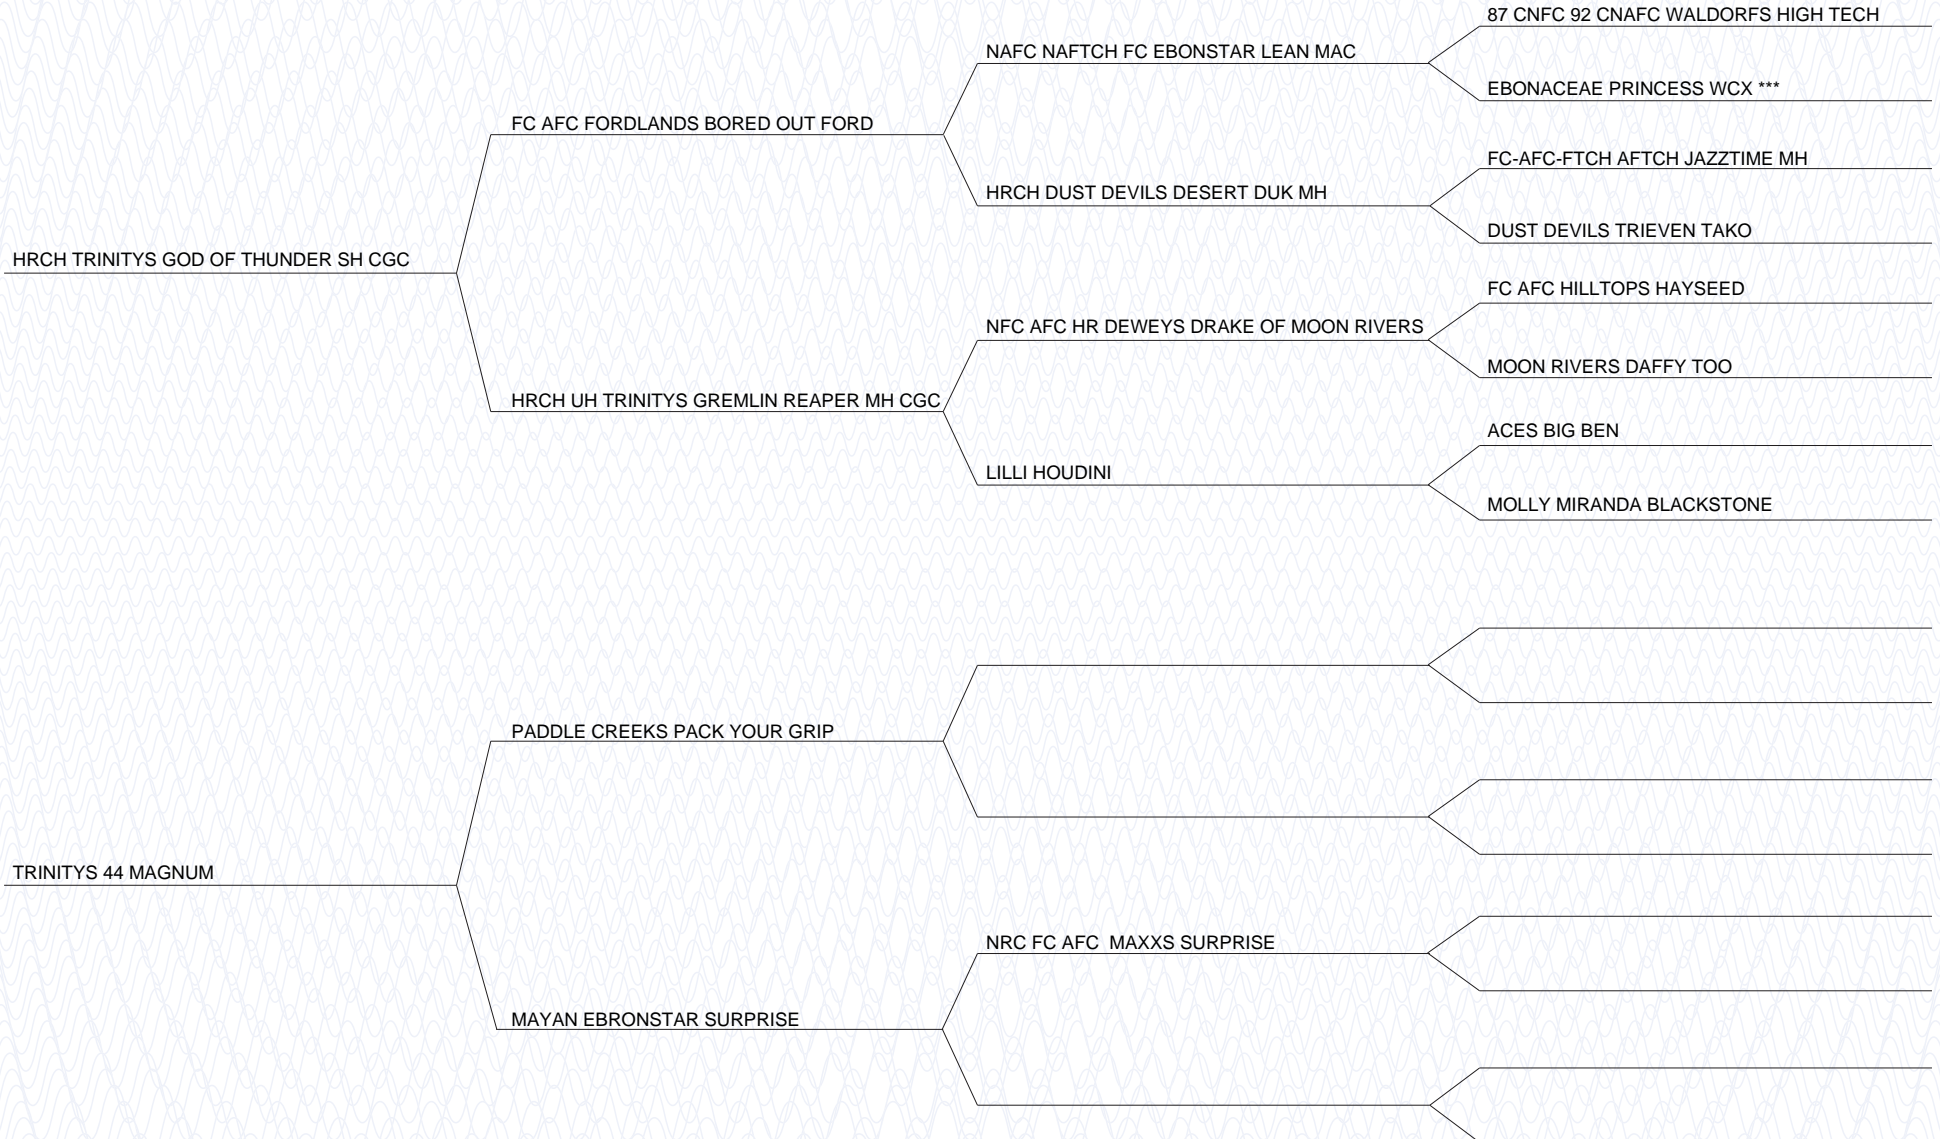 87 CNFC 92 CNAFC WALDORFS HIGH TECH
NAFC NAFTCH FC EBONSTAR LEAN MAC
EBONACEAE PRINCESS WCX ***
FC AFC FORDLANDS BORED OUT FORD
FC-AFC-FTCH AFTCH JAZZTIME MH
HRCH DUST DEVILS DESERT DUK MH
DUST DEVILS TRIEVEN TAKO
HRCH TRINITYS GOD OF THUNDER SH CGC
FC AFC HILLTOPS HAYSEED
NFC AFC HR DEWEYS DRAKE OF MOON RIVERS
MOON RIVERS DAFFY TOO
HRCH UH TRINITYS GREMLIN REAPER MH CGC
ACES BIG BEN
LILLI HOUDINI
MOLLY MIRANDA BLACKSTONE
PADDLE CREEKS PACK YOUR GRIP
TRINITYS 44 MAGNUM
NRC FC AFC  MAXXS SURPRISE
MAYAN EBRONSTAR SURPRISE